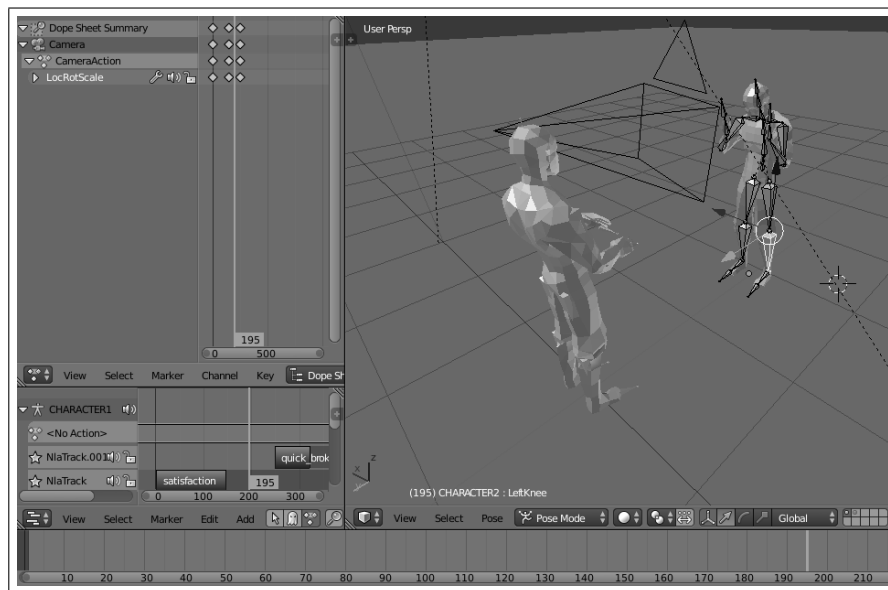 Dope Sheet Summary
Camera
CameraAction
LocRotScale
195
0 500
View Select Marker Channel Key Dope Sh
CHARACTER1
<No Action>
NlaTrack.001 quick_brok
NlaTrack satisfaction 195
0 100 200 300
View Select Marker Edit Add
User Persp
z
x
y
(195) CHARACTER2 : LeftKnee
View Select Pose Pose Mode Global
10 20 30 40 50 60 70 80 90 100 110 120 130 140 150 160 170 180 190 200 210